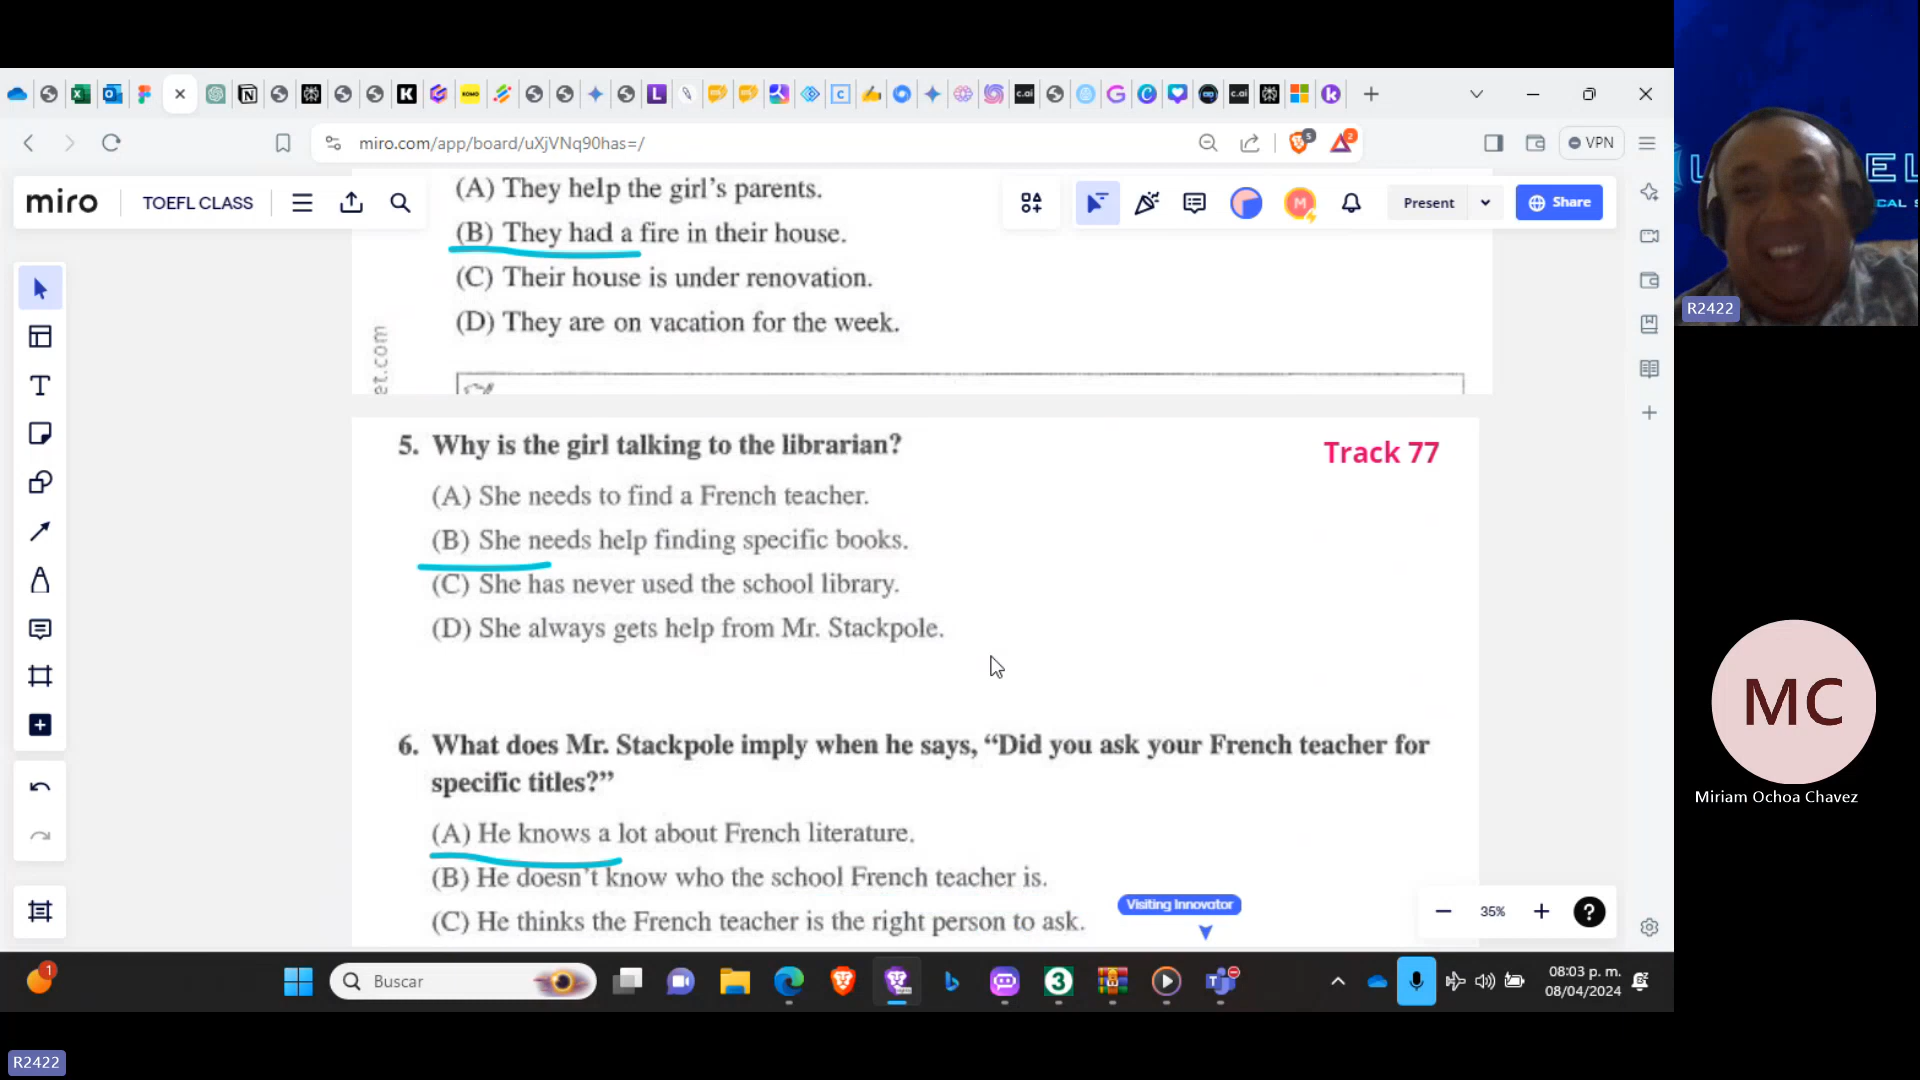 miro.com/app/board/uXjVNq90has=/
VPN
miro
TOEFL CLASS
Present
Share
(A) They help the girl's parents.
(B) They had a fire in their house.
(C) Their house is under renovation.
(D) They are on vacation for the week.
et.com
5. Why is the girl talking to the librarian?
Track 77
(A) She needs to find a French teacher.
(B) She needs help finding specific books.
(C) She has never used the school library.
(D) She always gets help from Mr. Stackpole.
6. What does Mr. Stackpole imply when he says, “Did you ask your French teacher for
specific titles?”
(A) He knows a lot about French literature.
(B) He doesn't know who the school French teacher is.
(C) He thinks the French teacher is the right person to ask.
Visiting Innovator
35%
Buscar
08:03 p. m.
08/04/2024
R2422
MC
Miriam Ochoa Chavez
R2422